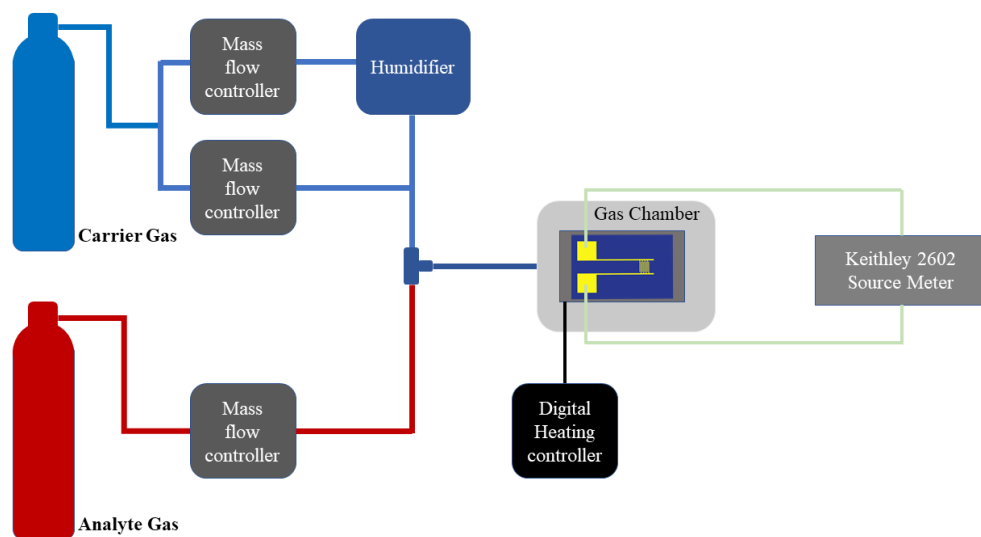 Mass
flow
controller
Humidifier
Mass
flow
controller
Carrier Gas
Gas Chamber
Keithley 2602
Source Meter
Mass
flow
controller
Digital
Heating
controller
Analyte Gas